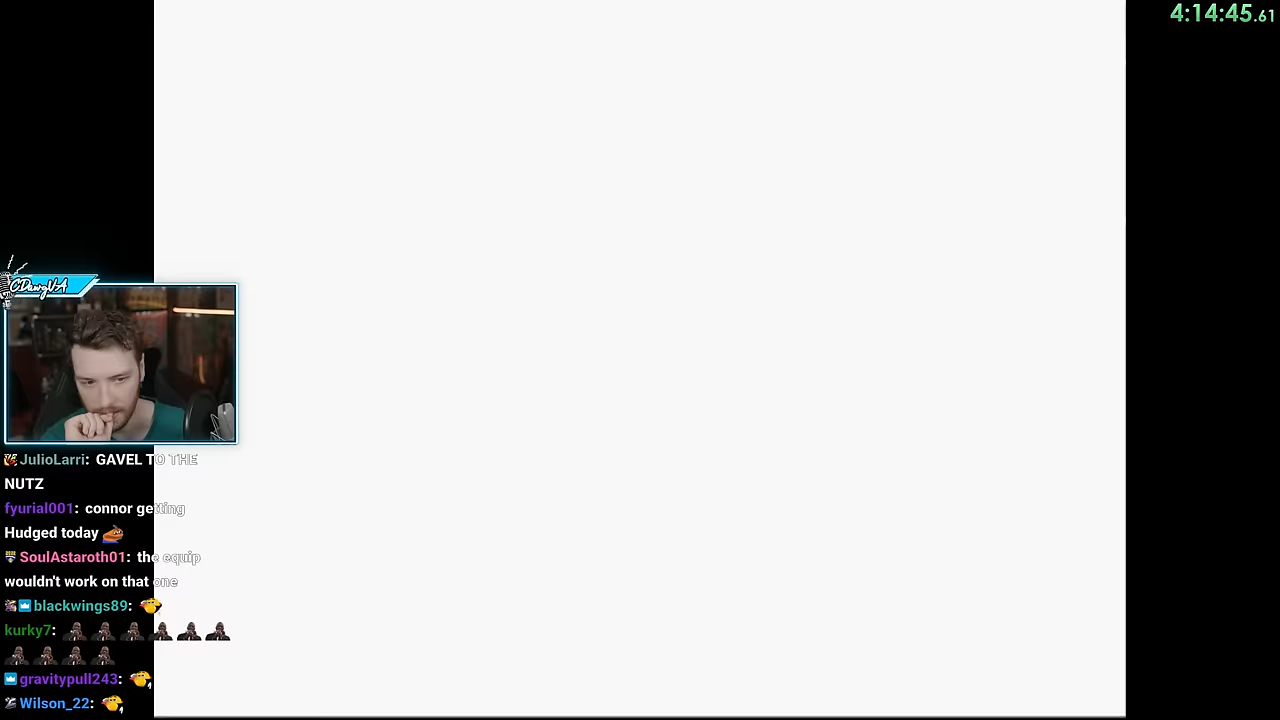 4:14:45.61
CDawgVA
JulioLarri: GAVEL TO THE
NUTZ
fyurial001: connor getting
Hudged today
SoulAstaroth01: the equip
wouldn't work on that one
blackwings89:
kurky7:
gravitypull243:
Wilson_22: